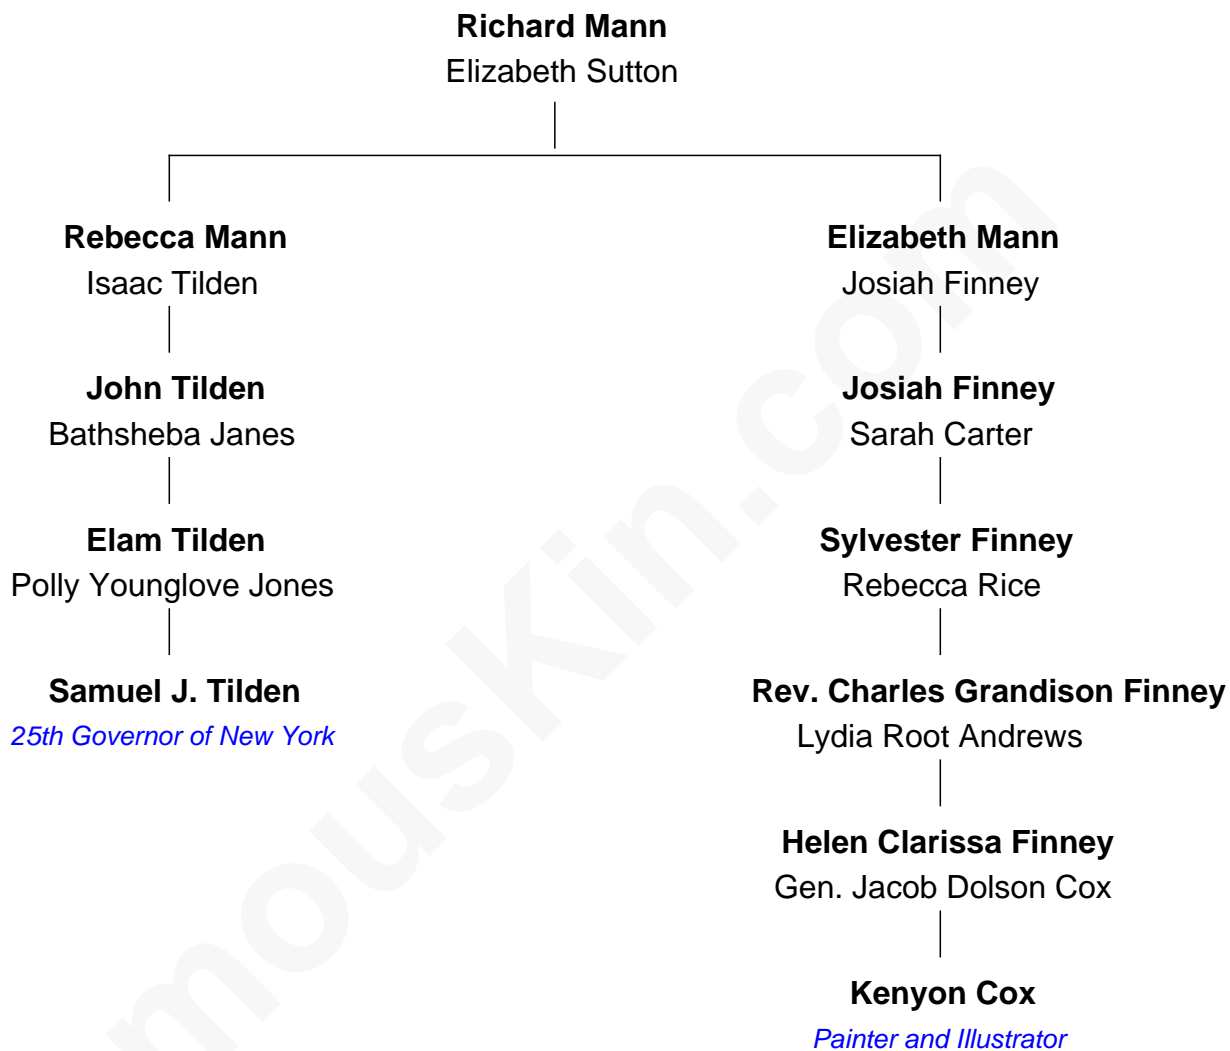 Richard Mann
Elizabeth Sutton
Rebecca Mann
Isaac Tilden
John Tilden
Bathsheba Janes
Elam Tilden
Polly Younglove Jones
Samuel J. Tilden
25th Governor of New York
Elizabeth Mann
Josiah Finney
Josiah Finney
Sarah Carter
Sylvester Finney
Rebecca Rice
Rev. Charles Grandison Finney
Lydia Root Andrews
Helen Clarissa Finney
Gen. Jacob Dolson Cox
Kenyon Cox
Painter and Illustrator
mousKin.com